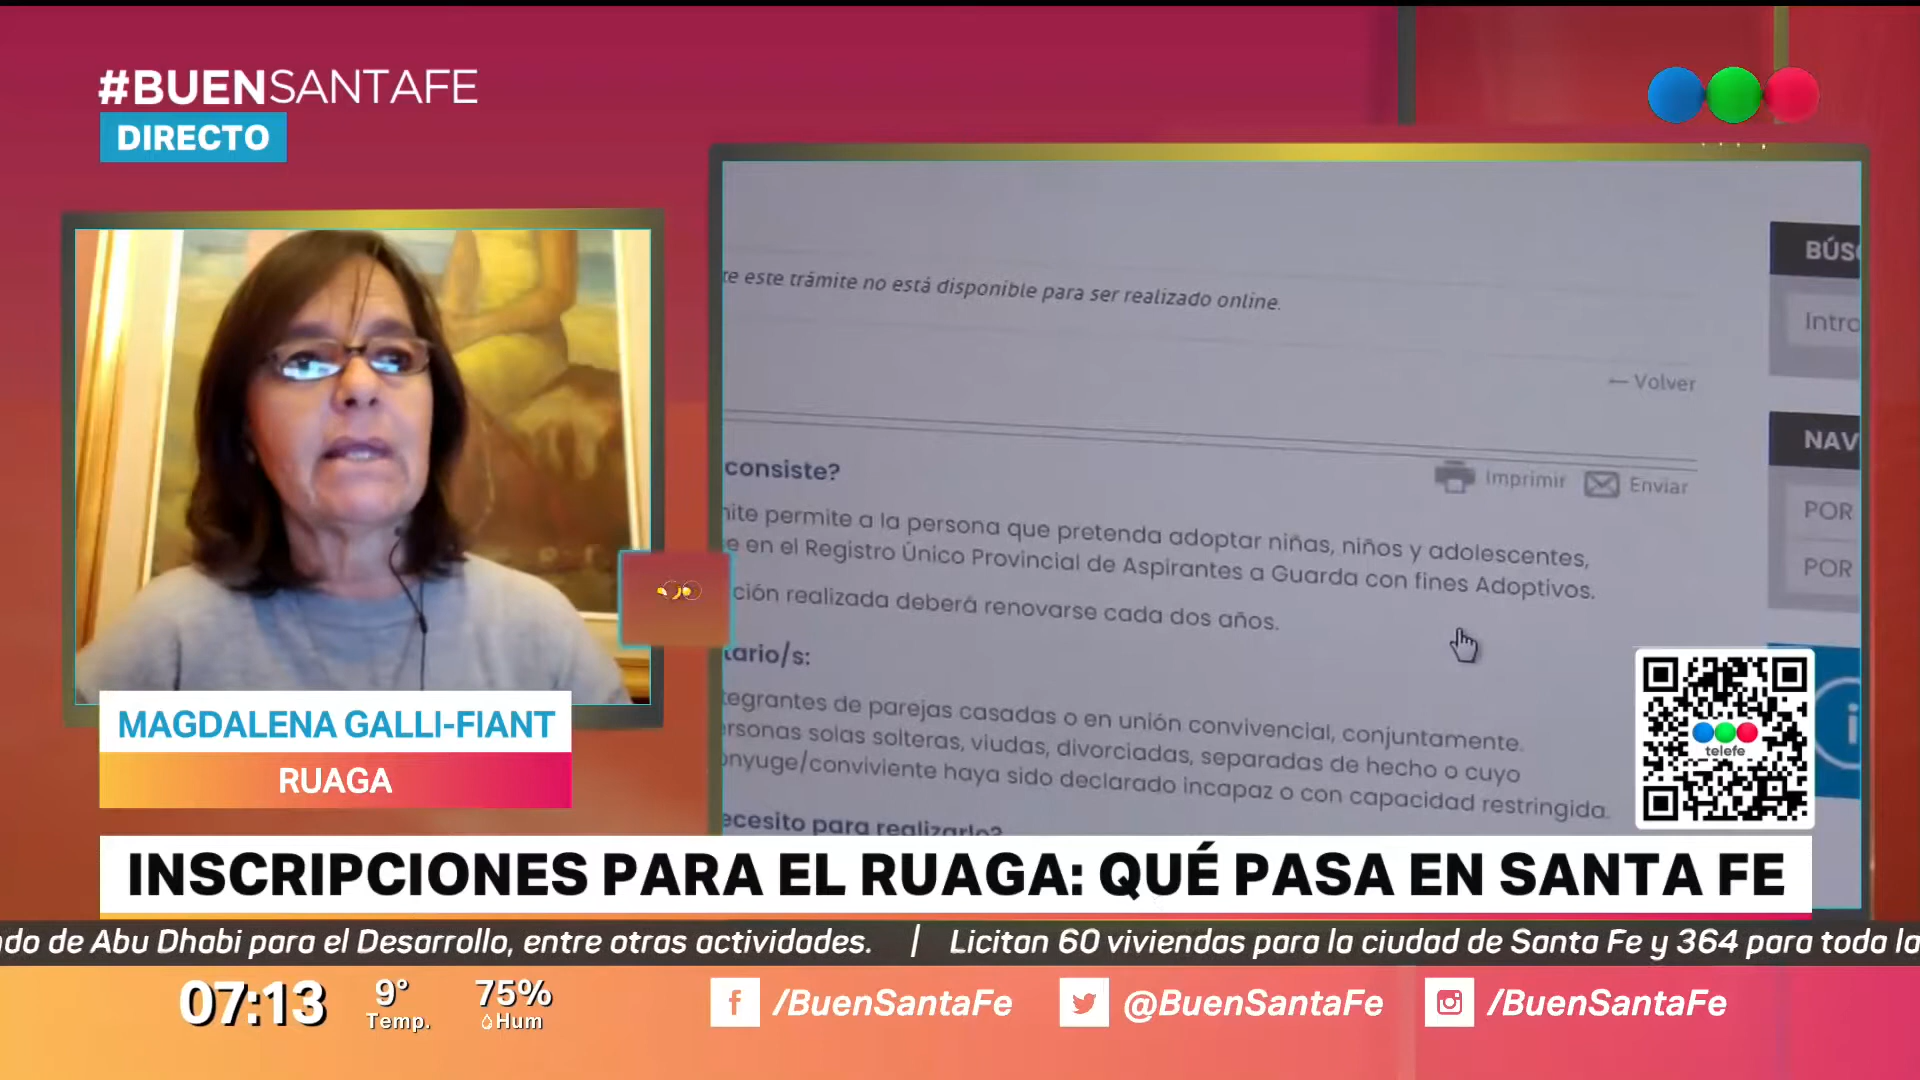 #BUENSANTAFE
DIRECTO
te este trámite no está disponible para ser realizado online.
← Volver
consiste?
Imprimir
Enviar
ite permite a la persona que pretenda adoptar niñas, niños y adolescentes,
e en el Registro Único Provincial de Aspirantes a Guarda con fines Adoptivos.
ción realizada deberá renovarse cada dos años.
tario/s:
tegrantes de parejas casadas o en unión convivencial, conjuntamente.
ersonas solas solteras, viudas, divorciadas, separadas de hecho o cuyo
onyuge/conviviente haya sido declarado incapaz o con capacidad restringida.
ecesito para realizarlo?
BÚS
Intro
NAV
POR
POR
i
telefe
MAGDALENA GALLI-FIANT
RUAGA
INSCRIPCIONES PARA EL RUAGA: QUÉ PASA EN SANTA FE
ndo de Abu Dhabi para el Desarrollo, entre otras actividades. | Licitan 60 viviendas para la ciudad de Santa Fe y 364 para toda la
07:13
9°
Temp.
75%
Hum
/BuenSantaFe
@BuenSantaFe
/BuenSantaFe